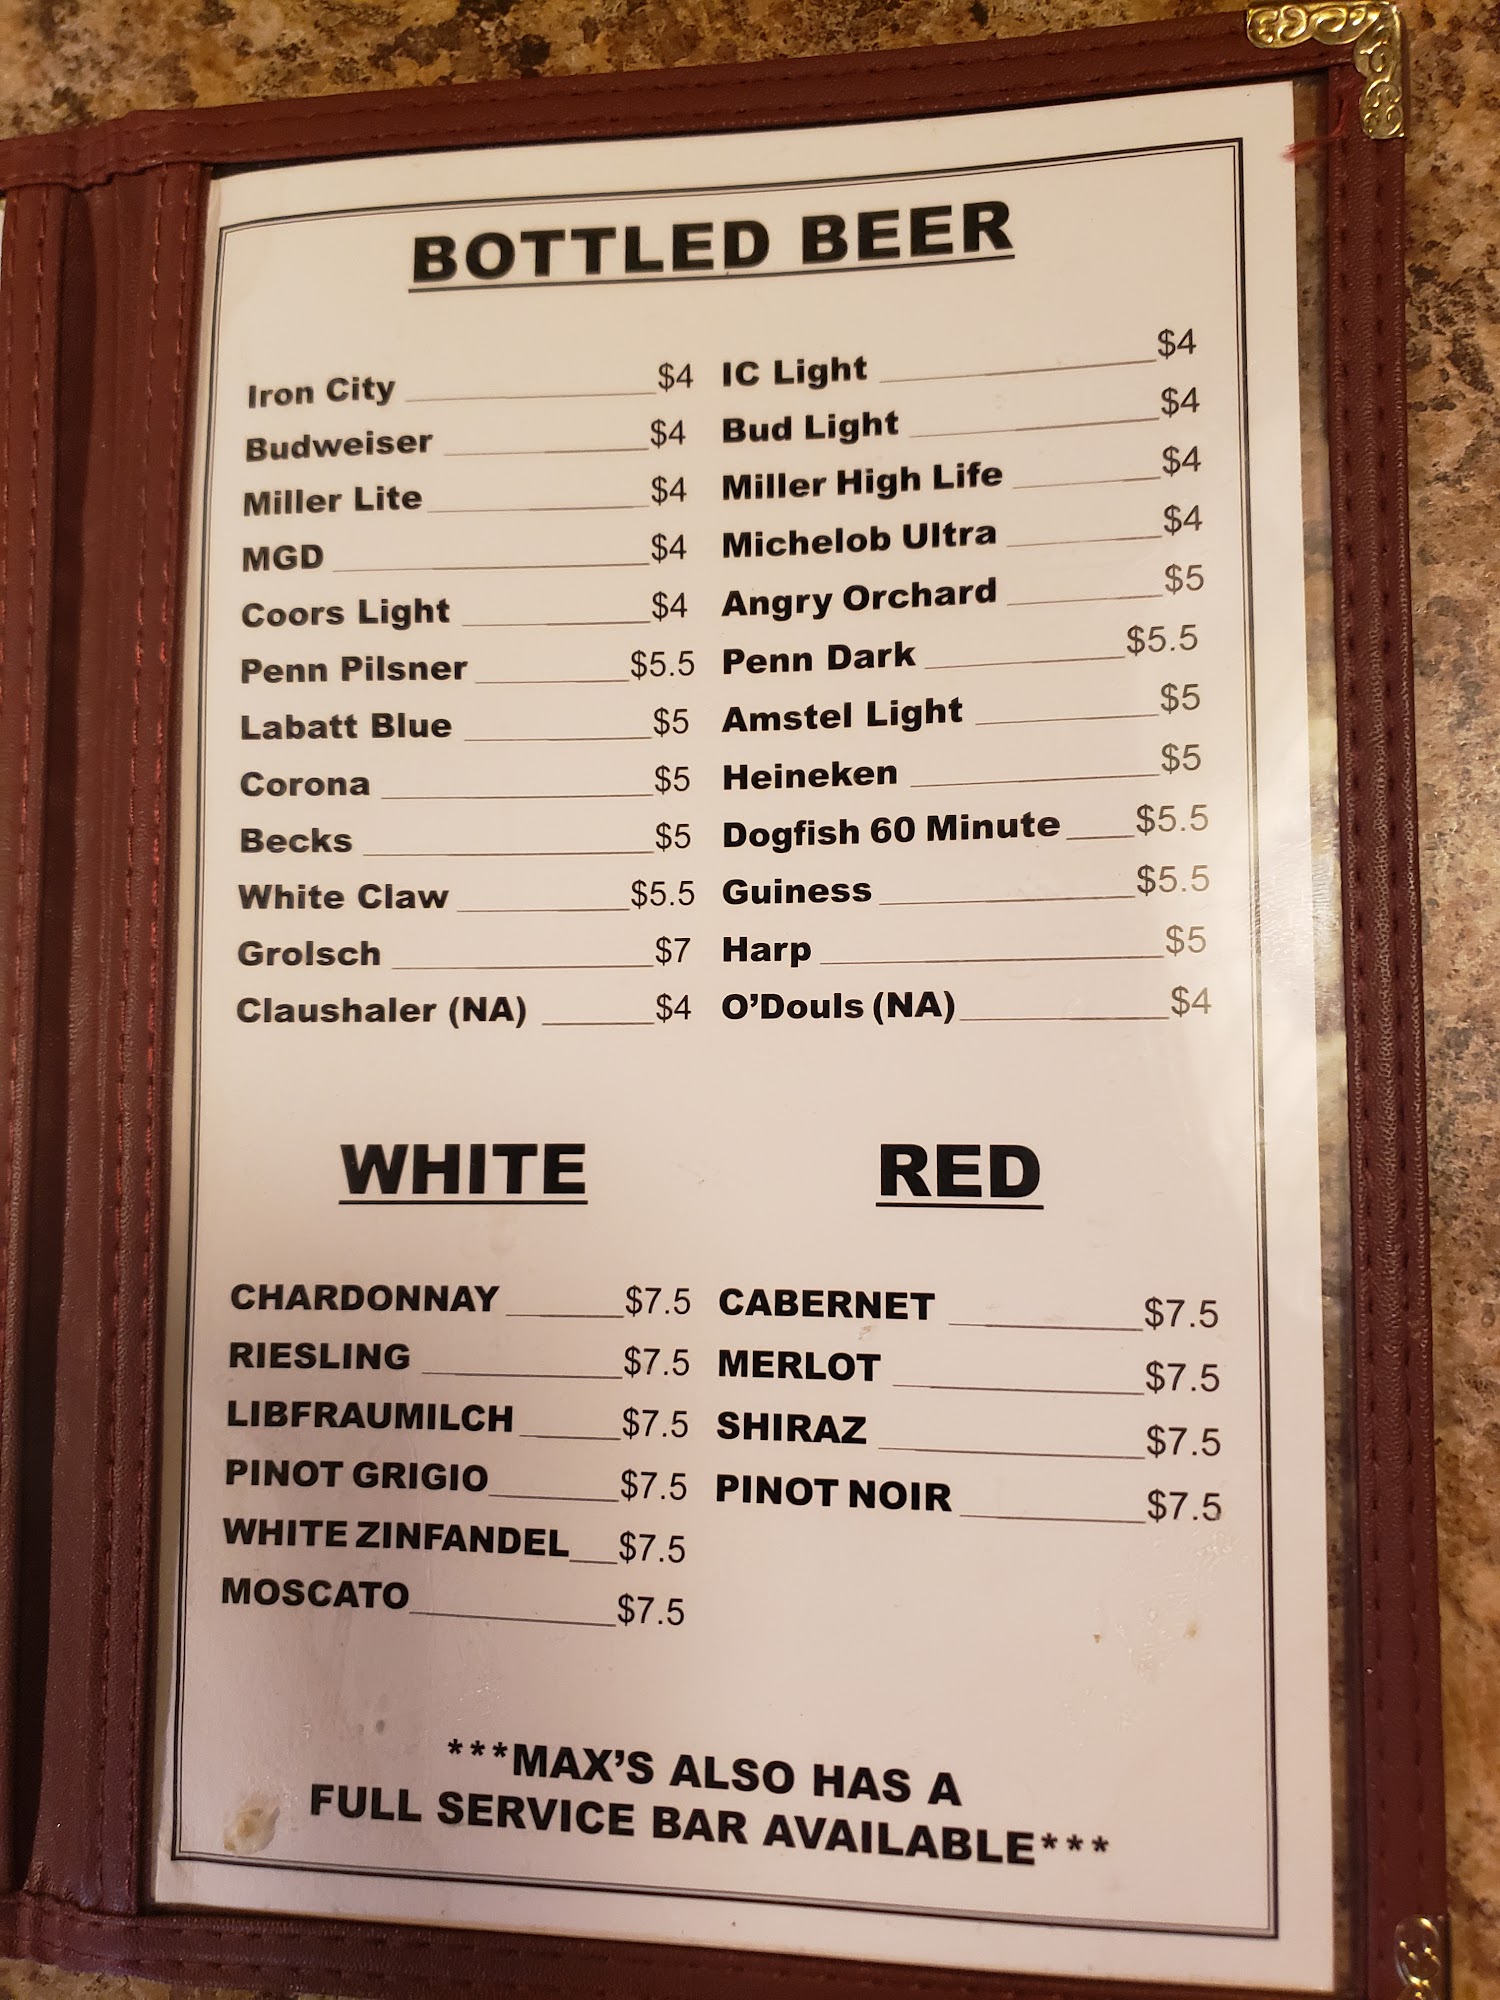 BOTTLED BEER
Iron City $4 IC Light $4
Budweiser $4 Bud Light $4
Miller Lite $4 Miller High Life $4
MGD $4 Michelob Ultra $4
Coors Light $4 Angry Orchard $5
Penn Pilsner $5.5 Penn Dark $5.5
Labatt Blue $5 Amstel Light $5
Corona $5 Heineken $5
Becks $5 Dogfish 60 Minute $5.5
White Claw $5.5 Guiness $5.5
Grolsch $7 Harp $5
Claushaler (NA) $4 O'Douls (NA) $4
WHITE RED
CHARDONNAY $7.5 CABERNET $7.5
RIESLING $7.5 MERLOT $7.5
LIBFRAUMILCH $7.5 SHIRAZ $7.5
PINOT GRIGIO $7.5 PINOT NOIR $7.5
WHITE ZINFANDEL $7.5
MOSCATO $7.5
***MAX'S ALSO HAS A
FULL SERVICE BAR AVAILABLE***